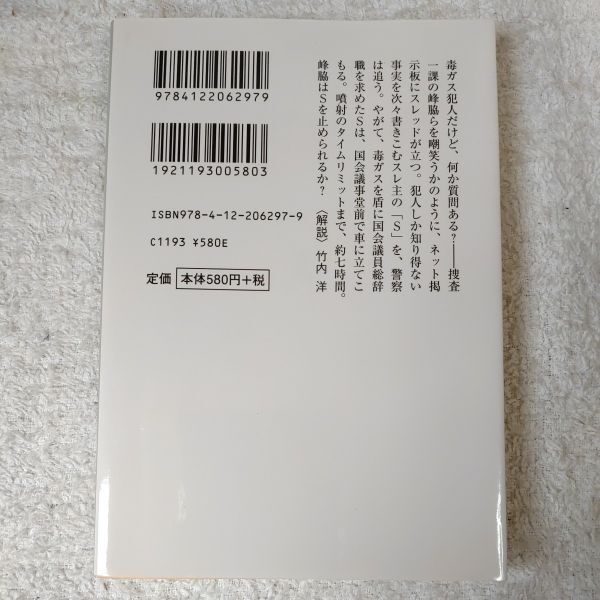 9784122062979
1921193005803
ISBN978-4-12-206297-9
C1193 ¥580E
定価 本体580円+税
毒ガス犯人だけど、何か質問ある?――捜査
一課の峰脇らを嘲笑うかのように、ネット掲
示板にスレッドが立つ。犯人しか知り得ない
事実を次々書きこむスレ主の「S」を、警察
は追う。やがて、毒ガスを盾に国会議員総辞
職を求めたSは、国会議事堂前で車に立てこ
もる。噴射のタイムリミットまで、約七時間。
峰脇はSを止められるか? 〈解説〉竹内 洋